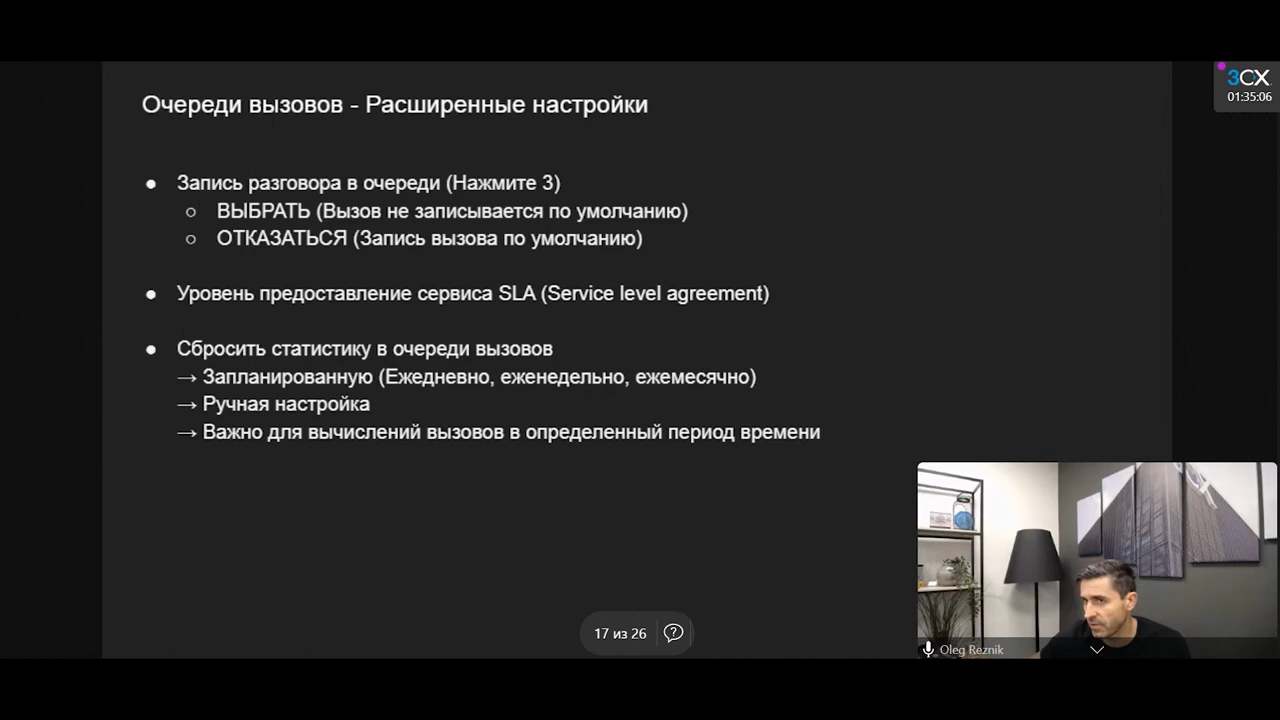 3CX
01:35:06
Очереди вызовов - Расширенные настройки
● Запись разговора в очереди (Нажмите 3)
○ ВЫБРАТЬ (Вызов не записывается по умолчанию)
○ ОТКАЗАТЬСЯ (Запись вызова по умолчанию)
● Уровень предоставление сервиса SLA (Service level agreement)
● Сбросить статистику в очереди вызовов
→ Запланированную (Ежедневно, еженедельно, ежемесячно)
→ Ручная настройка
→ Важно для вычислений вызовов в определенный период времени
17 из 26
Oleg Reznik